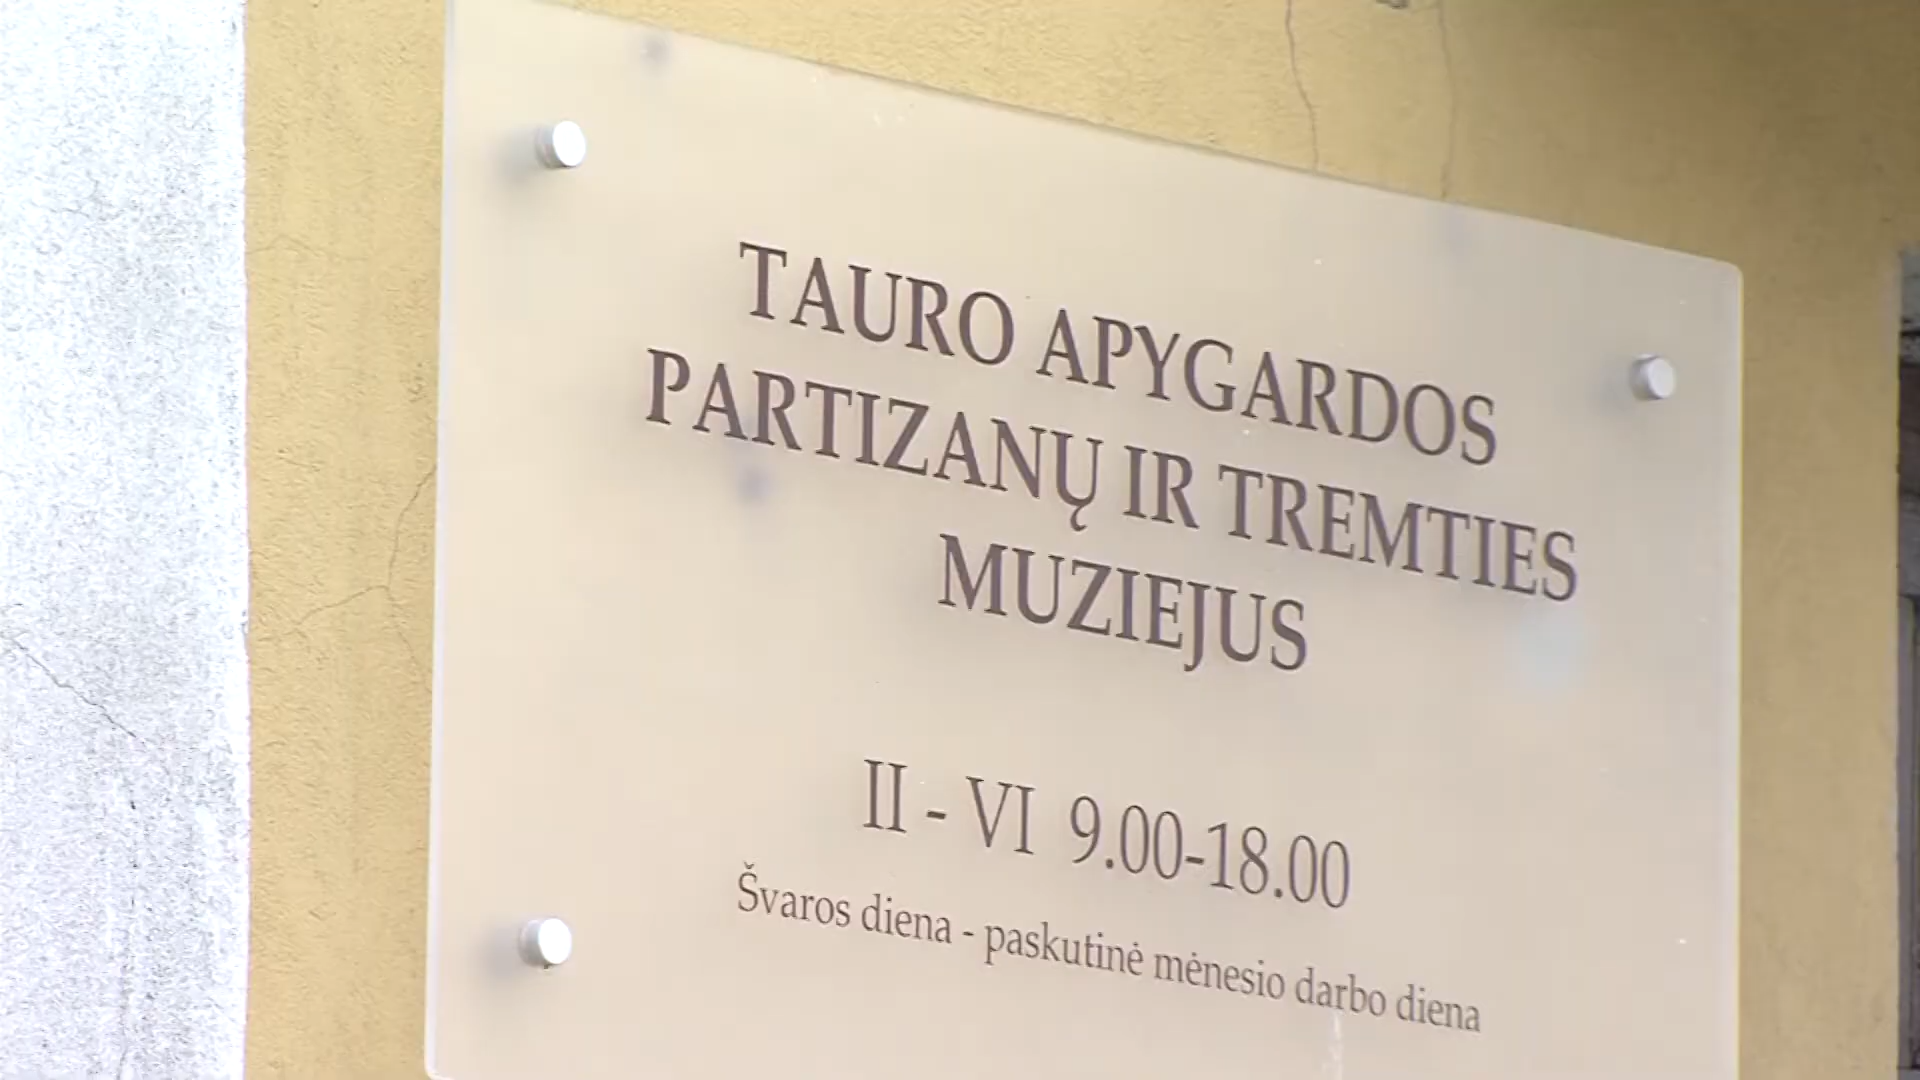 TAURO APYGARDOS
PARTIZANŲ IR TREMTIES
MUZIEJUS
II - VI 9.00-18.00
Švaros diena - paskutinė mėnesio darbo diena